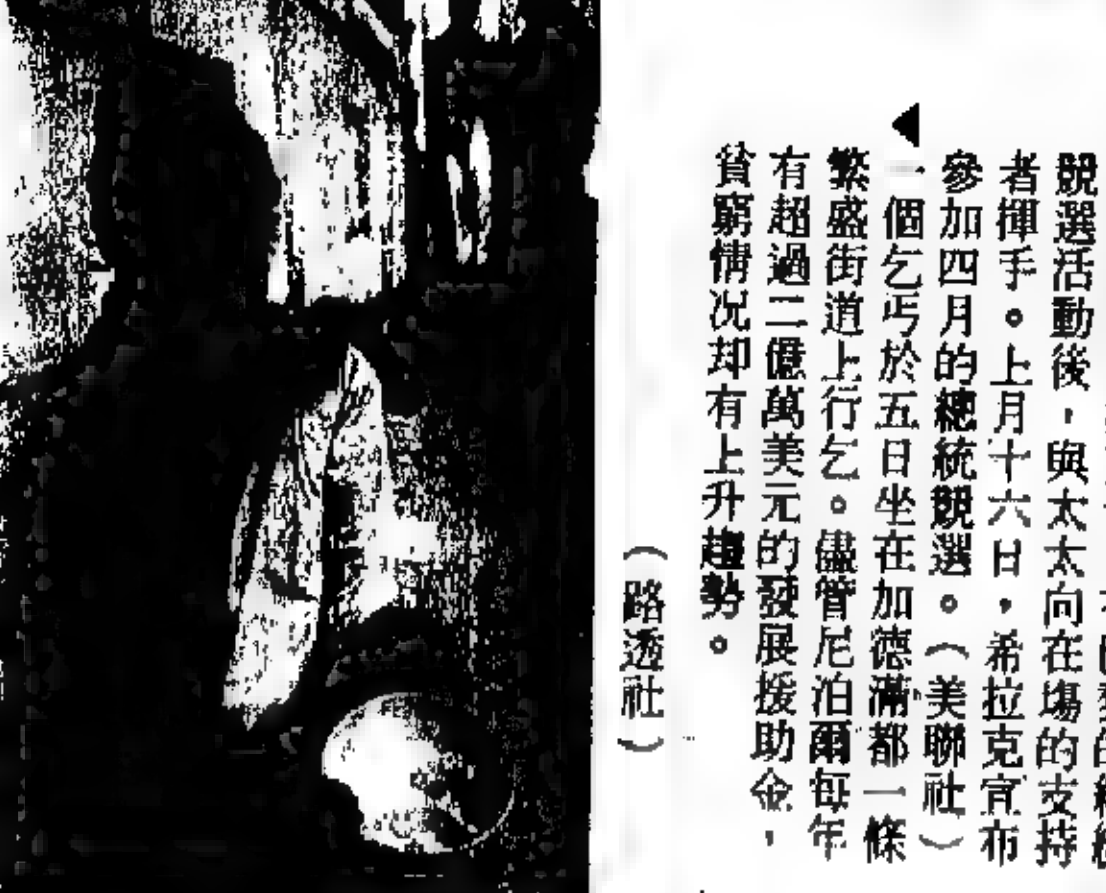 競選活動後，與太太向在場的支持
者揮手。上月十六日，希拉克宣布
參加四月的總統競選。（美聯社）
◀一個乞丐於五日坐在加德滿都一條
繁盛街道上行乞。儘管尼泊爾每年
有超過二億萬美元的發展援助金，
貧窮情況却有上升趨勢。
（路透社）